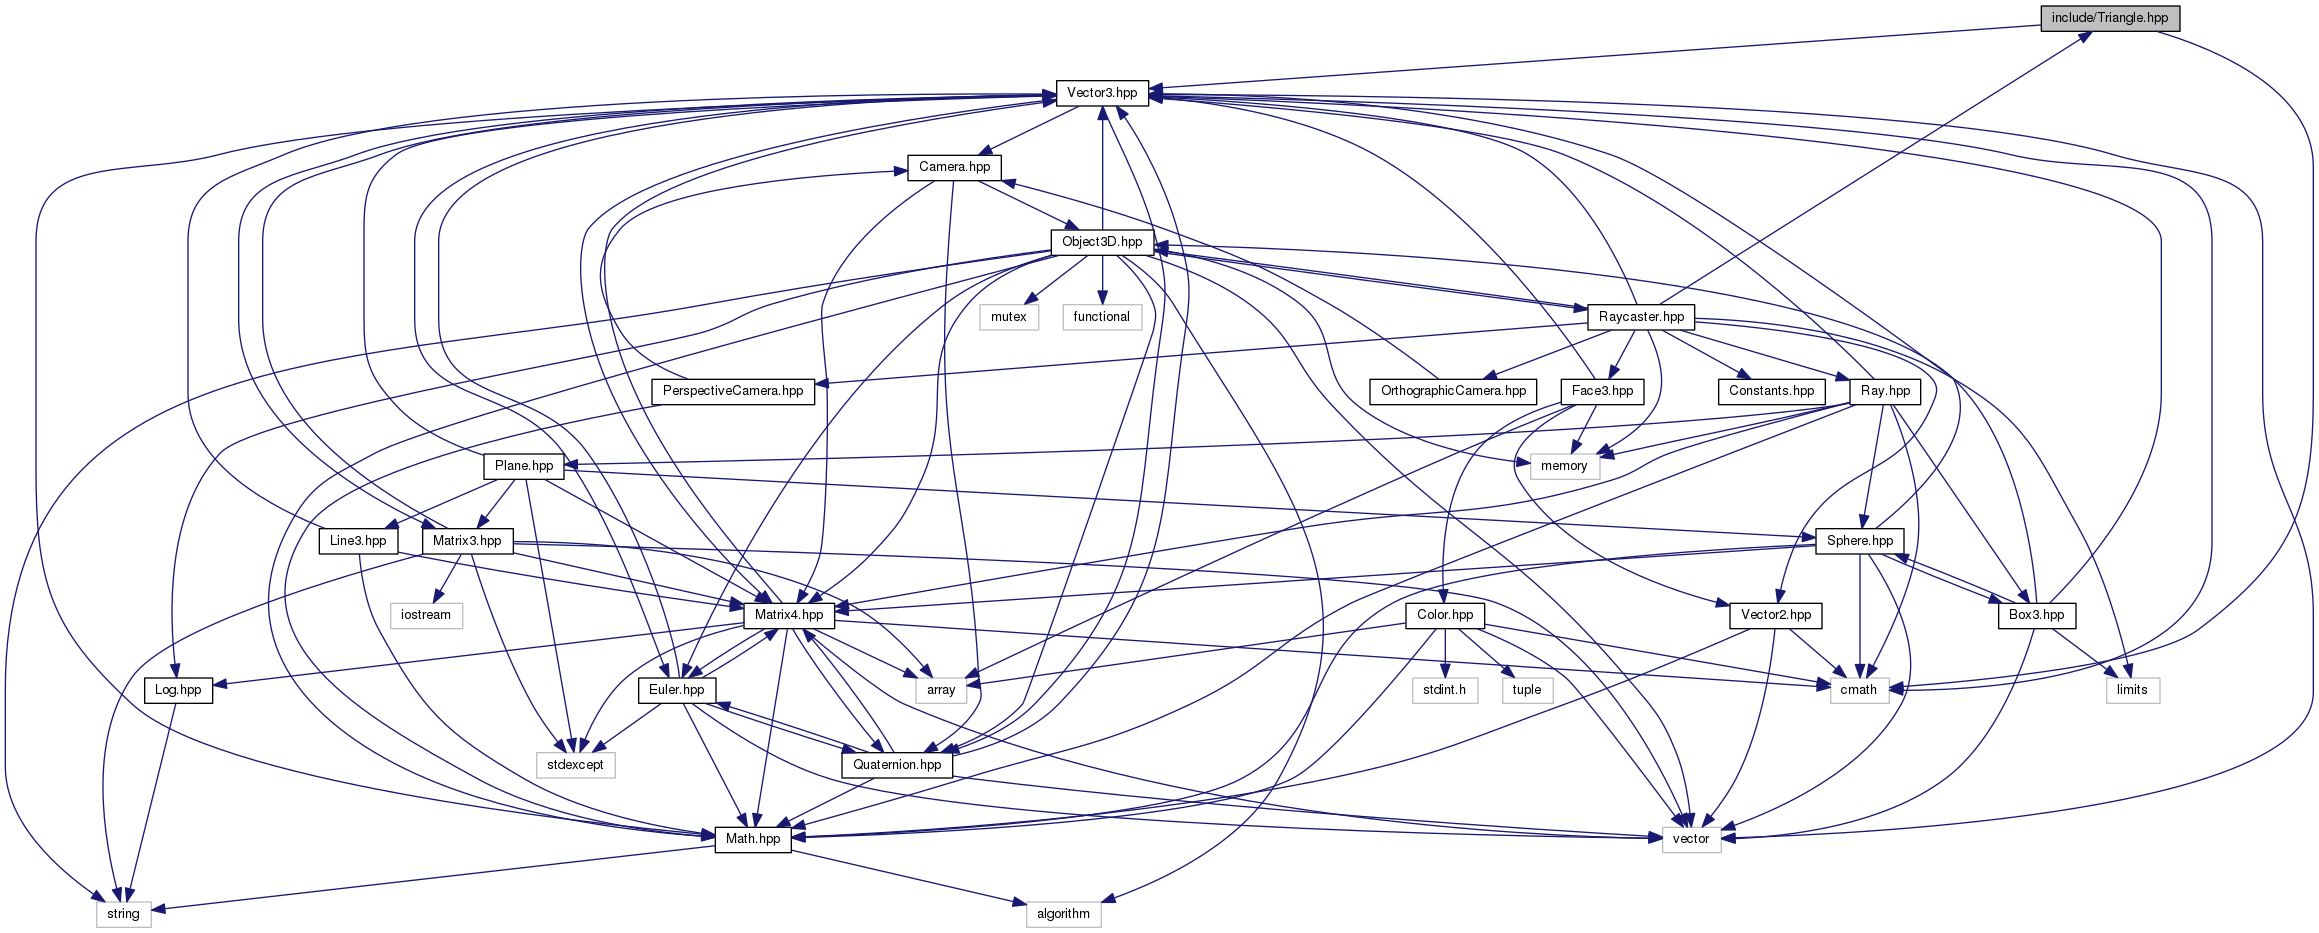 include/Triangle.hpp
Vector3.hpp
Camera.hpp
Object3D.hpp
mutex
functional
Raycaster.hpp
PerspectiveCamera.hpp
OrthographicCamera.hpp
Face3.hpp
Constants.hpp
Ray.hpp
Plane.hpp
memory
Line3.hpp
Matrix3.hpp
Sphere.hpp
iostream
Matrix4.hpp
Color.hpp
Vector2.hpp
Box3.hpp
Log.hpp
Euler.hpp
array
stdint.h
tuple
cmath
limits
stdexcept
Quaternion.hpp
Math.hpp
vector
string
algorithm